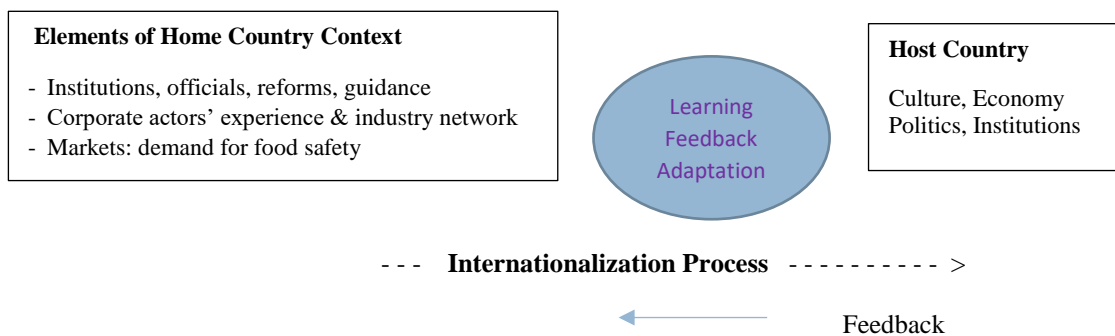 Elements of Home Country Context
- Institutions, officials, reforms, guidance
- Corporate actors’ experience & industry network
- Markets: demand for food safety
Learning
Feedback
Adaptation
Host Country
Culture, Economy
Politics, Institutions
- - - Internationalization Process - - - - - - - - - - >
Feedback